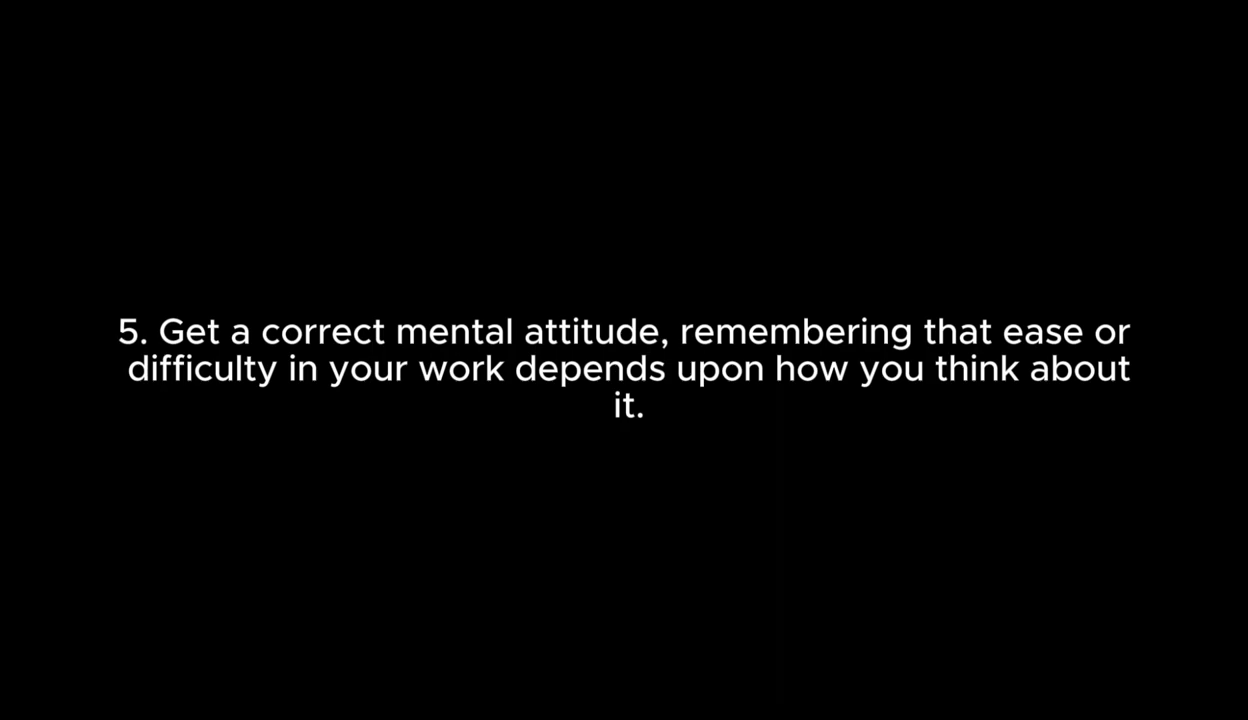 5. Get a correct mental attitude, remembering that ease or
difficulty in your work depends upon how you think about
it.